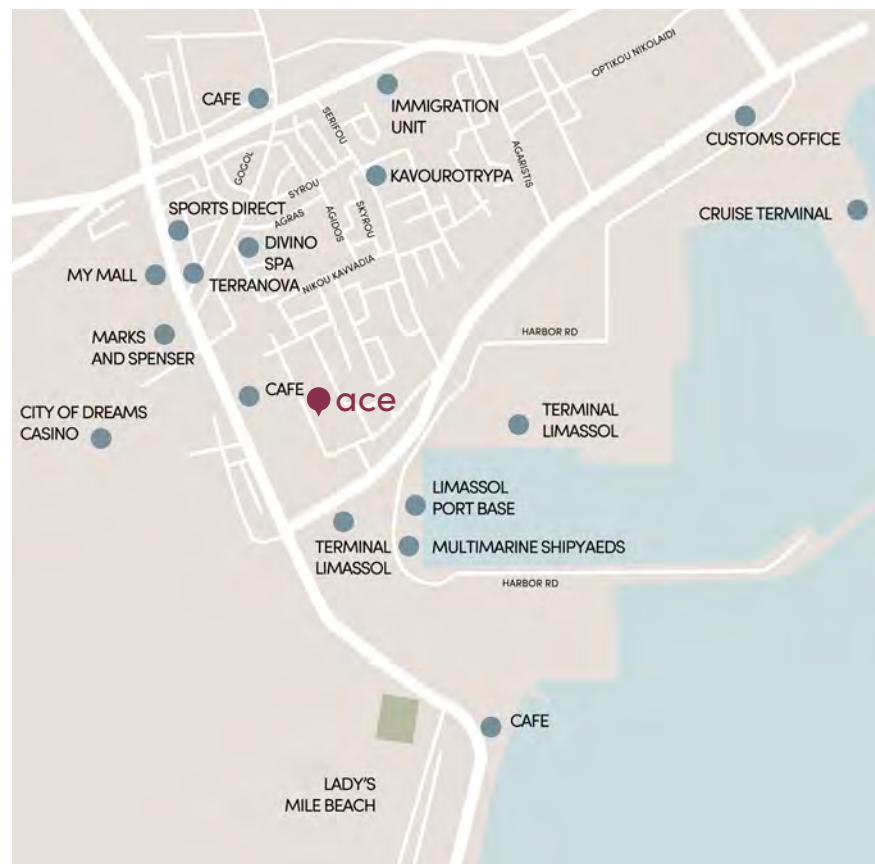 OPTIKOU NIKOLAIDI
CAFE
IMMIGRATION
UNIT
SERIFOU
CUSTOMS OFFICE
AGARISTIS
GOGOL
KAVOUROTRYPA
SYROU
SPORTS DIRECT
AGRAS
AGIDOS
SKYROU
CRUISE TERMINAL
DIVINO
SPA
MY MALL
TERRANOVA
NIKOU KAVVADIA
MARKS
AND SPENSER
HARBOR RD
CAFE
ace
CITY OF DREAMS
CASINO
TERMINAL
LIMASSOL
LIMASSOL
PORT BASE
TERMINAL
LIMASSOL
MULTIMARINE SHIPYAEDS
HARBOR RD
CAFE
LADY'S
MILE BEACH